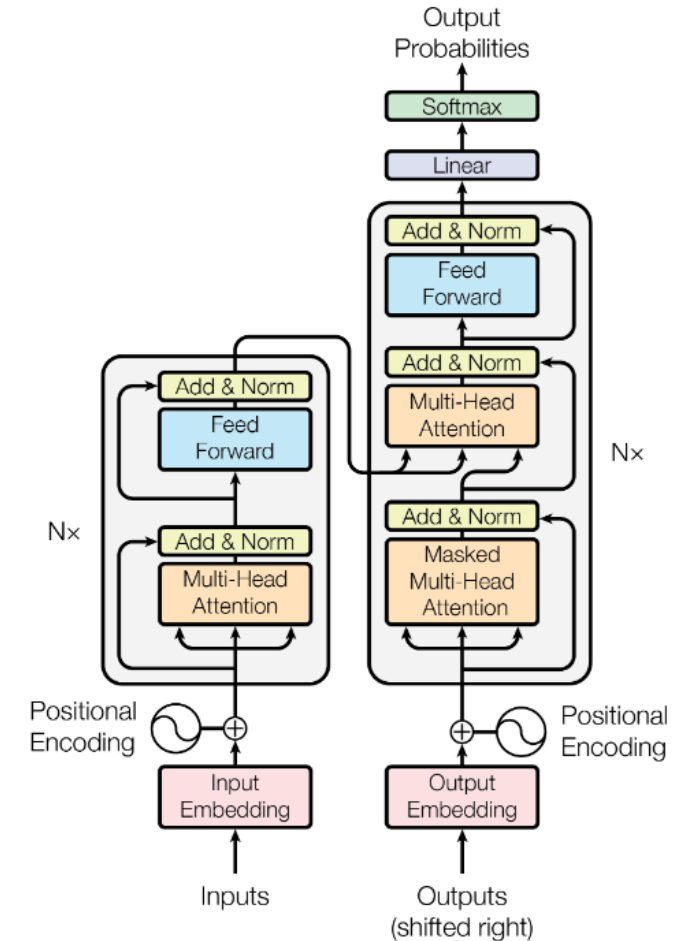 Output
Probabilities
Softmax
Linear
Add & Norm
Feed
Forward
Add & Norm
Multi-Head
Attention
Nx
Add & Norm
Masked
Multi-Head
Attention
Add & Norm
Feed
Forward
Nx
Add & Norm
Multi-Head
Attention
Positional
Encoding
Positional
Encoding
Input
Embedding
Output
Embedding
Inputs
Outputs
(shifted right)